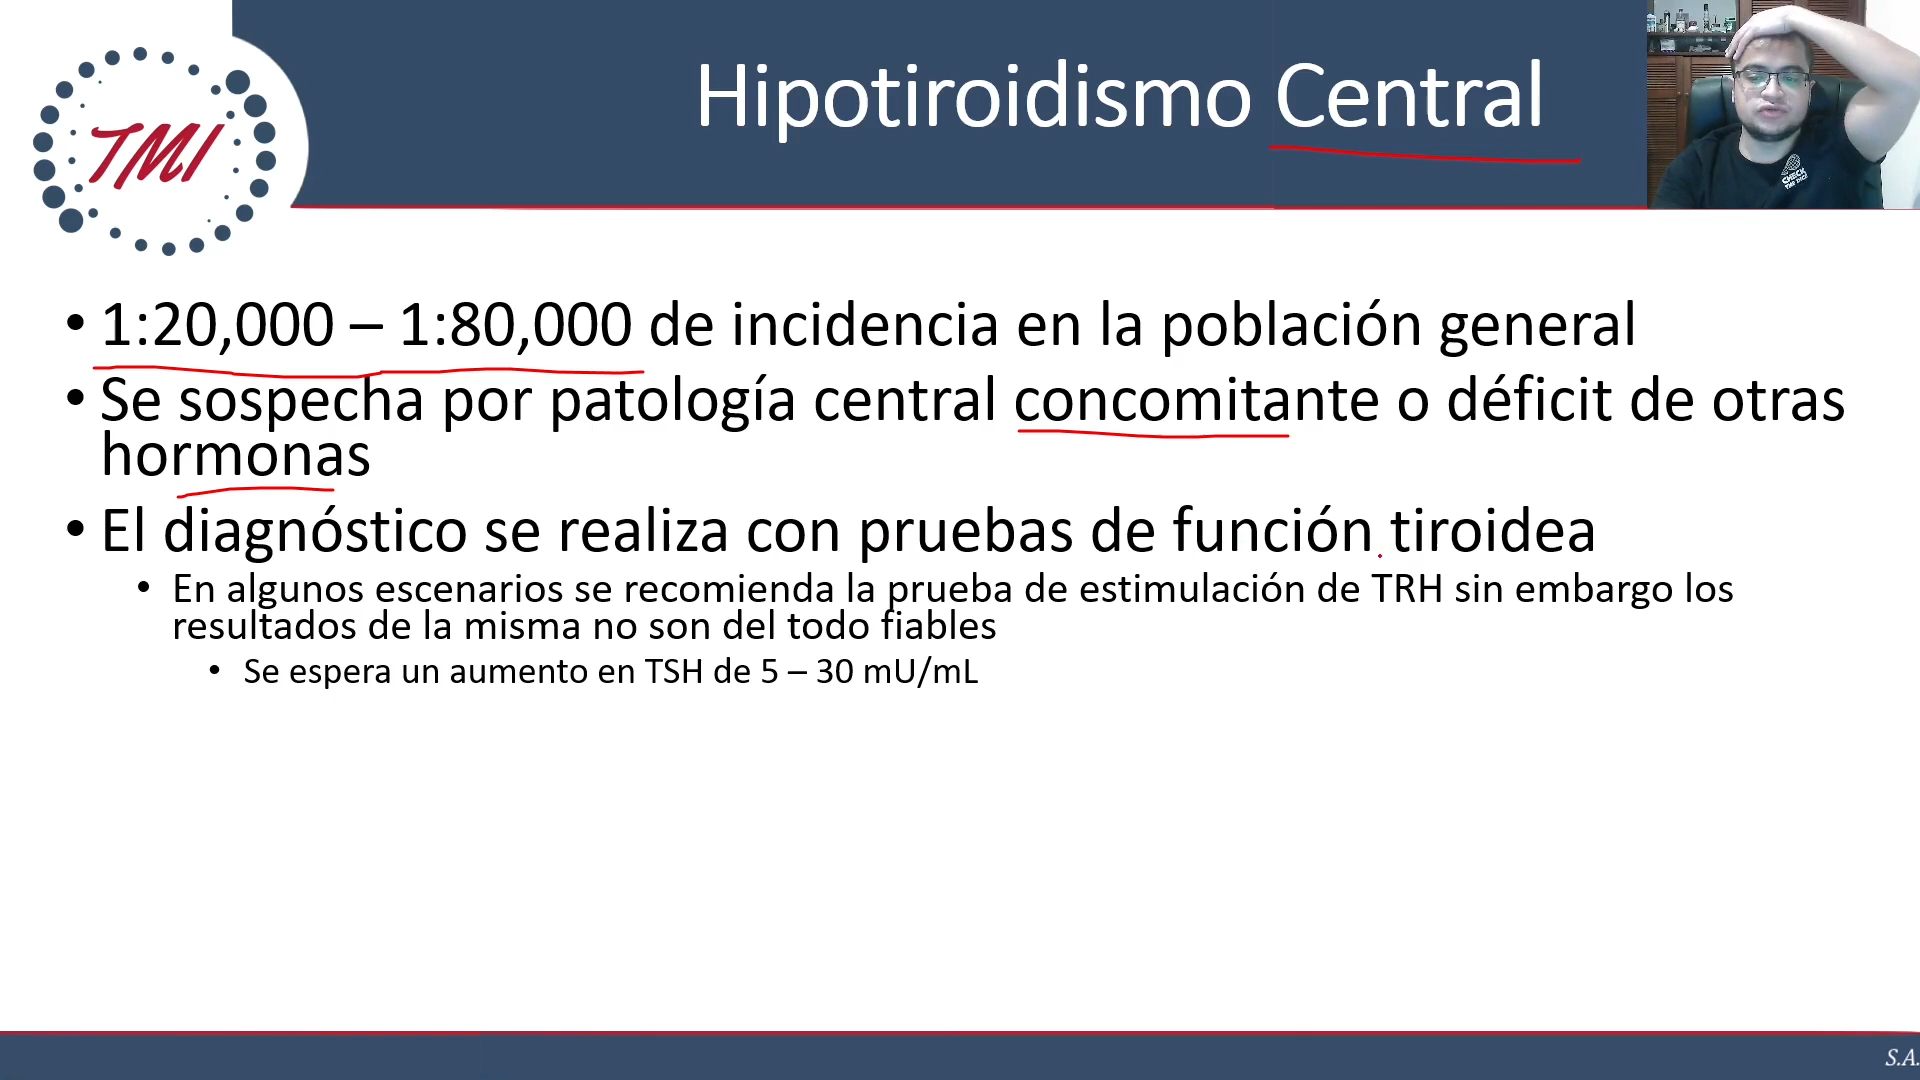 TMI
Hipotiroidismo Central
CHECK
THE DICE
• 1:20,000 – 1:80,000 de incidencia en la población general
• Se sospecha por patología central concomitante o déficit de otras
hormonas
• El diagnóstico se realiza con pruebas de función tiroidea
• En algunos escenarios se recomienda la prueba de estimulación de TRH sin embargo los
resultados de la misma no son del todo fiables
• Se espera un aumento en TSH de 5 – 30 mU/mL
S.A.